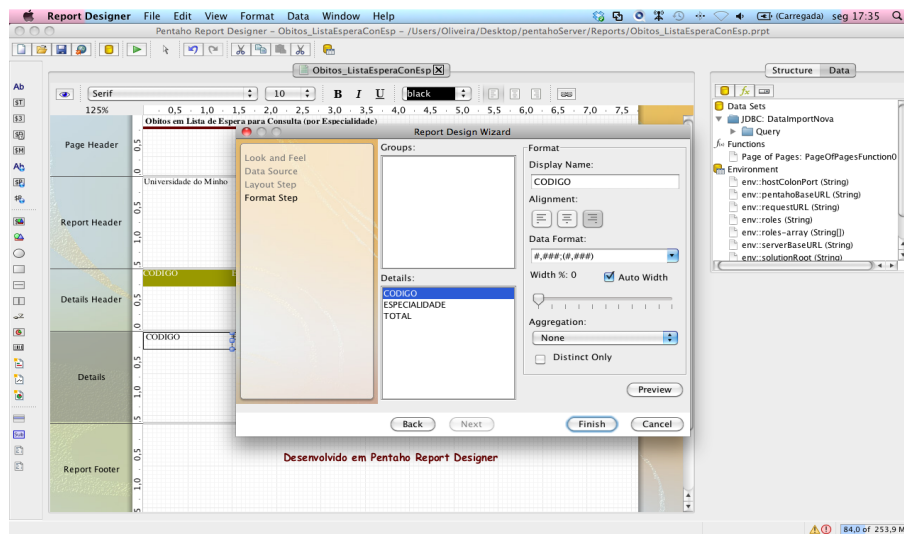 Report Designer File Edit View Format Data Window Help (Carregada) seg 17:35
Pentaho Report Designer – Obitos_ListaEsperaConEsp – /Users/Oliveira/Desktop/pentahoServer/Reports/Obitos_ListaEsperaConEsp.prpt
Obitos_ListaEsperaConEsp
Structure Data
Serif 10 B I U black
125% 0,5 1,0 1,5 2,0 2,5 3,0 3,5 4,0 4,5 5,0 5,5 6,0 6,5 7,0 7,5
Obitos em Lista de Espera para Consulta (por Especialidade)
Page Header
Universidade do Minho
Report Header
CODIGO
Details Header
CODIGO
Details
Report Footer
Desenvolvido em Pentaho Report Designer
Report Design Wizard
Look and Feel
Data Source
Layout Step
Format Step
Groups:
Details:
CODIGO
ESPECIALIDADE
TOTAL
Format
Display Name:
CODIGO
Alignment:
Data Format:
#,###;(#,###)
Width %: 0 Auto Width
Aggregation:
None
Distinct Only
Preview
Back Next Finish Cancel
Data Sets
JDBC: DataImportNova
Query
Functions
Page of Pages: PageOfPagesFunction0
Environment
env::hostColonPort (String)
env::pentahoBaseURL (String)
env::requestURL (String)
env::roles (String)
env::roles-array (String[])
env::serverBaseURL (String)
env::solutionRoot (String)
84,0 of 253,9 M